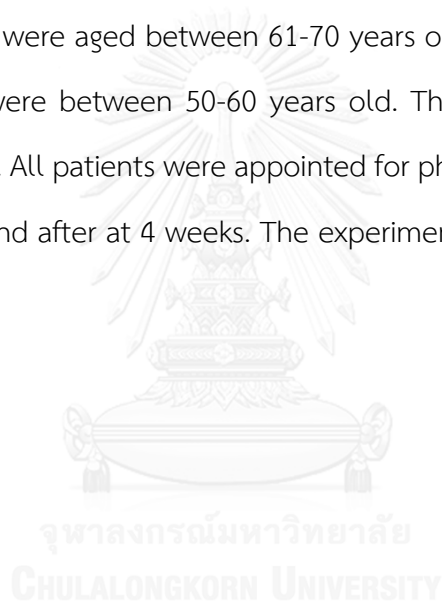 were aged between 61-70 years o
were between 50-60 years old. Th
. All patients were appointed for ph
nd after at 4 weeks. The experimen
จุฬาลงกรณ์มหาวิทยาลัย
CHULALONGKORN UNIVERSITY